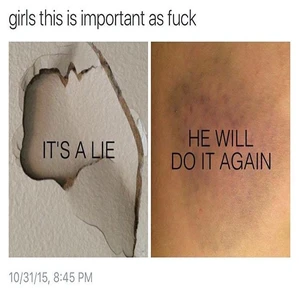 girls this is important as fuck
IT'S A LIE
HE WILL
DO IT AGAIN
10/31/15, 8:45 PM